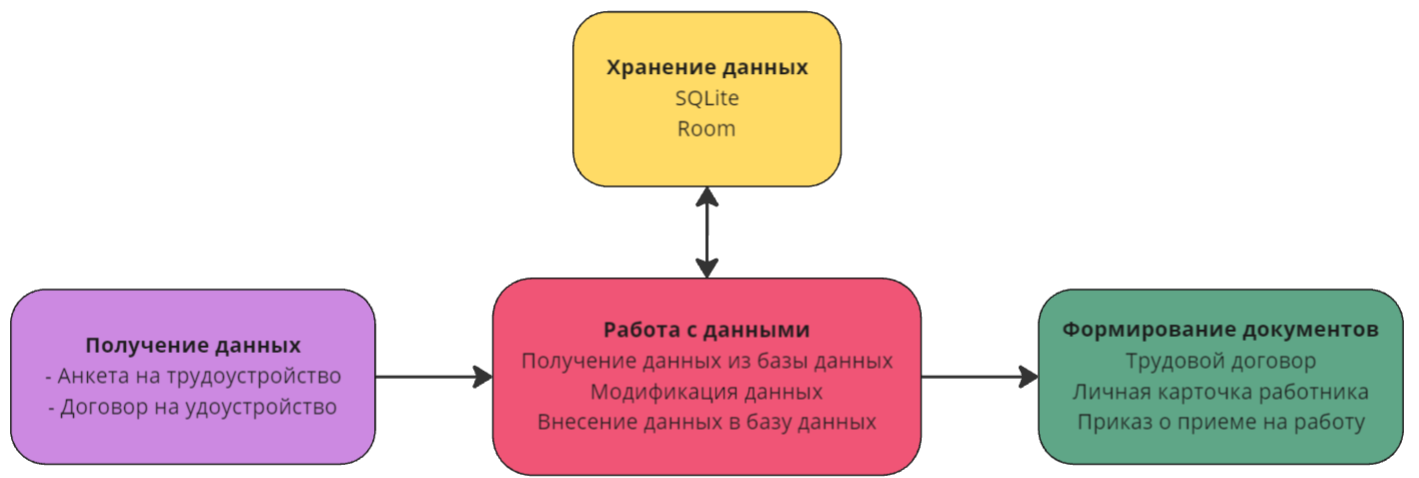 Хранение данных
SQLite
Room
Получение данных
- Анкета на трудоустройство
- Договор на удоустройство
Работа с данными
Получение данных из базы данных
Модификация данных
Внесение данных в базу данных
Формирование документов
Трудовой договор
Личная карточка работника
Приказ о приеме на работу